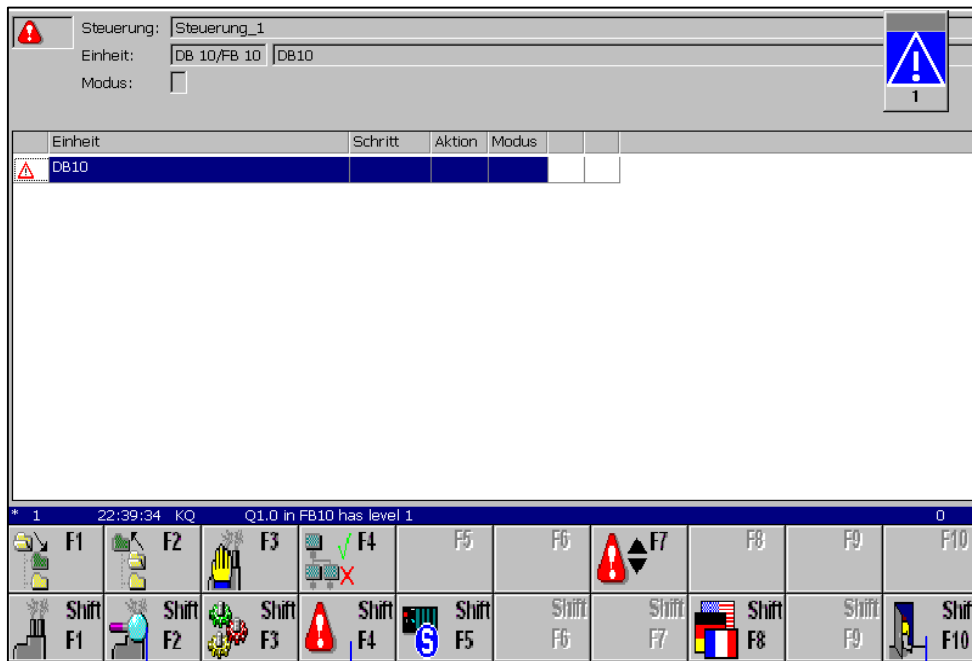 Steuerung: Steuerung_1
Einheit: DB 10/FB 10 DB10
Modus:
1
Einheit Schritt Aktion Modus
DB10
* 1 22:39:34 KQ Q1.0 in FB10 has level 1 0
F1 F2 F3 F4 F5 F6 F7 F8 F9 F10
Shift Shift Shift Shift Shift Shift Shift Shift Shift Shif
F1 F2 F3 F4 S F5 F6 F7 F8 F9 F10